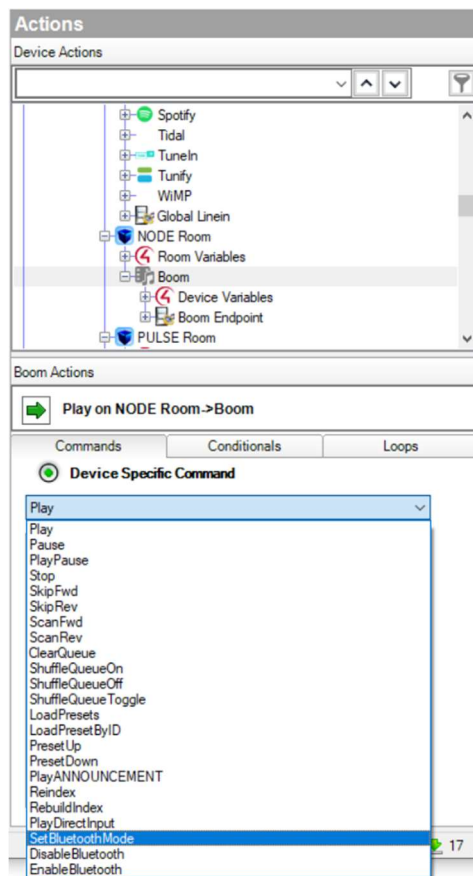 Actions
Device Actions
Spotify
Tidal
TuneIn
Tunify
WiMP
Global Linein
NODE Room
Room Variables
Boom
Device Variables
Boom Endpoint
PULSE Room
Boom Actions
Play on NODE Room->Boom
Commands Conditionals Loops
Device Specific Command
Play
Play
Pause
PlayPause
Stop
SkipFwd
SkipRev
ScanFwd
ScanRev
ClearQueue
ShuffleQueueOn
ShuffleQueueOff
ShuffleQueueToggle
LoadPresets
LoadPresetByID
PresetUp
PresetDown
PlayANNOUNCEMENT
Reindex
RebuildIndex
PlayDirectInput
SetBluetoothMode
17
DisableBluetooth
EnableBluetooth